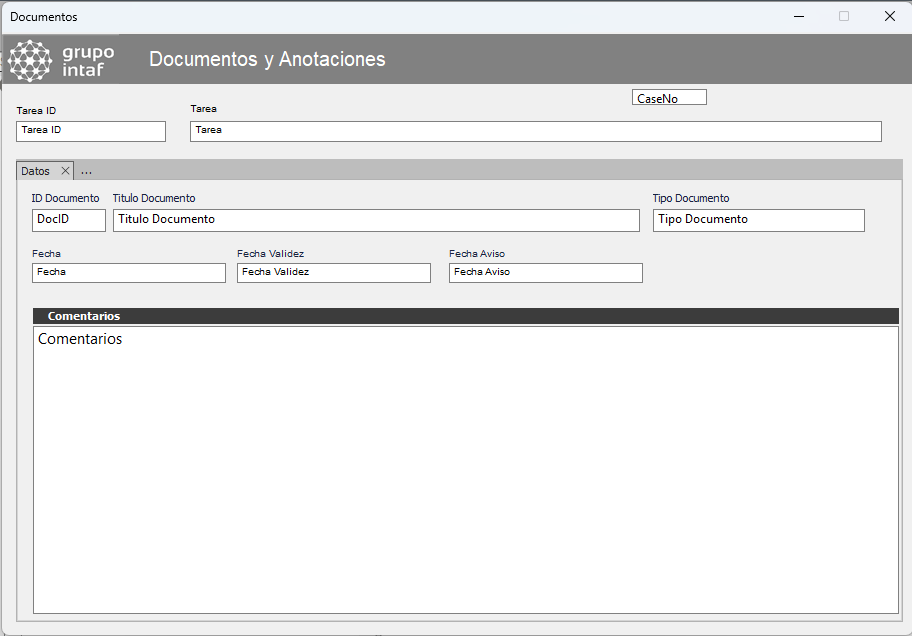 Documentos
grupo
intaf
Documentos y Anotaciones
CaseNo
Tarea ID
Tarea
Tarea ID
Tarea
Datos
...
ID Documento
Titulo Documento
Tipo Documento
DocID
Titulo Documento
Tipo Documento
Fecha
Fecha Validez
Fecha Aviso
Fecha
Fecha Validez
Fecha Aviso
Comentarios
Comentarios